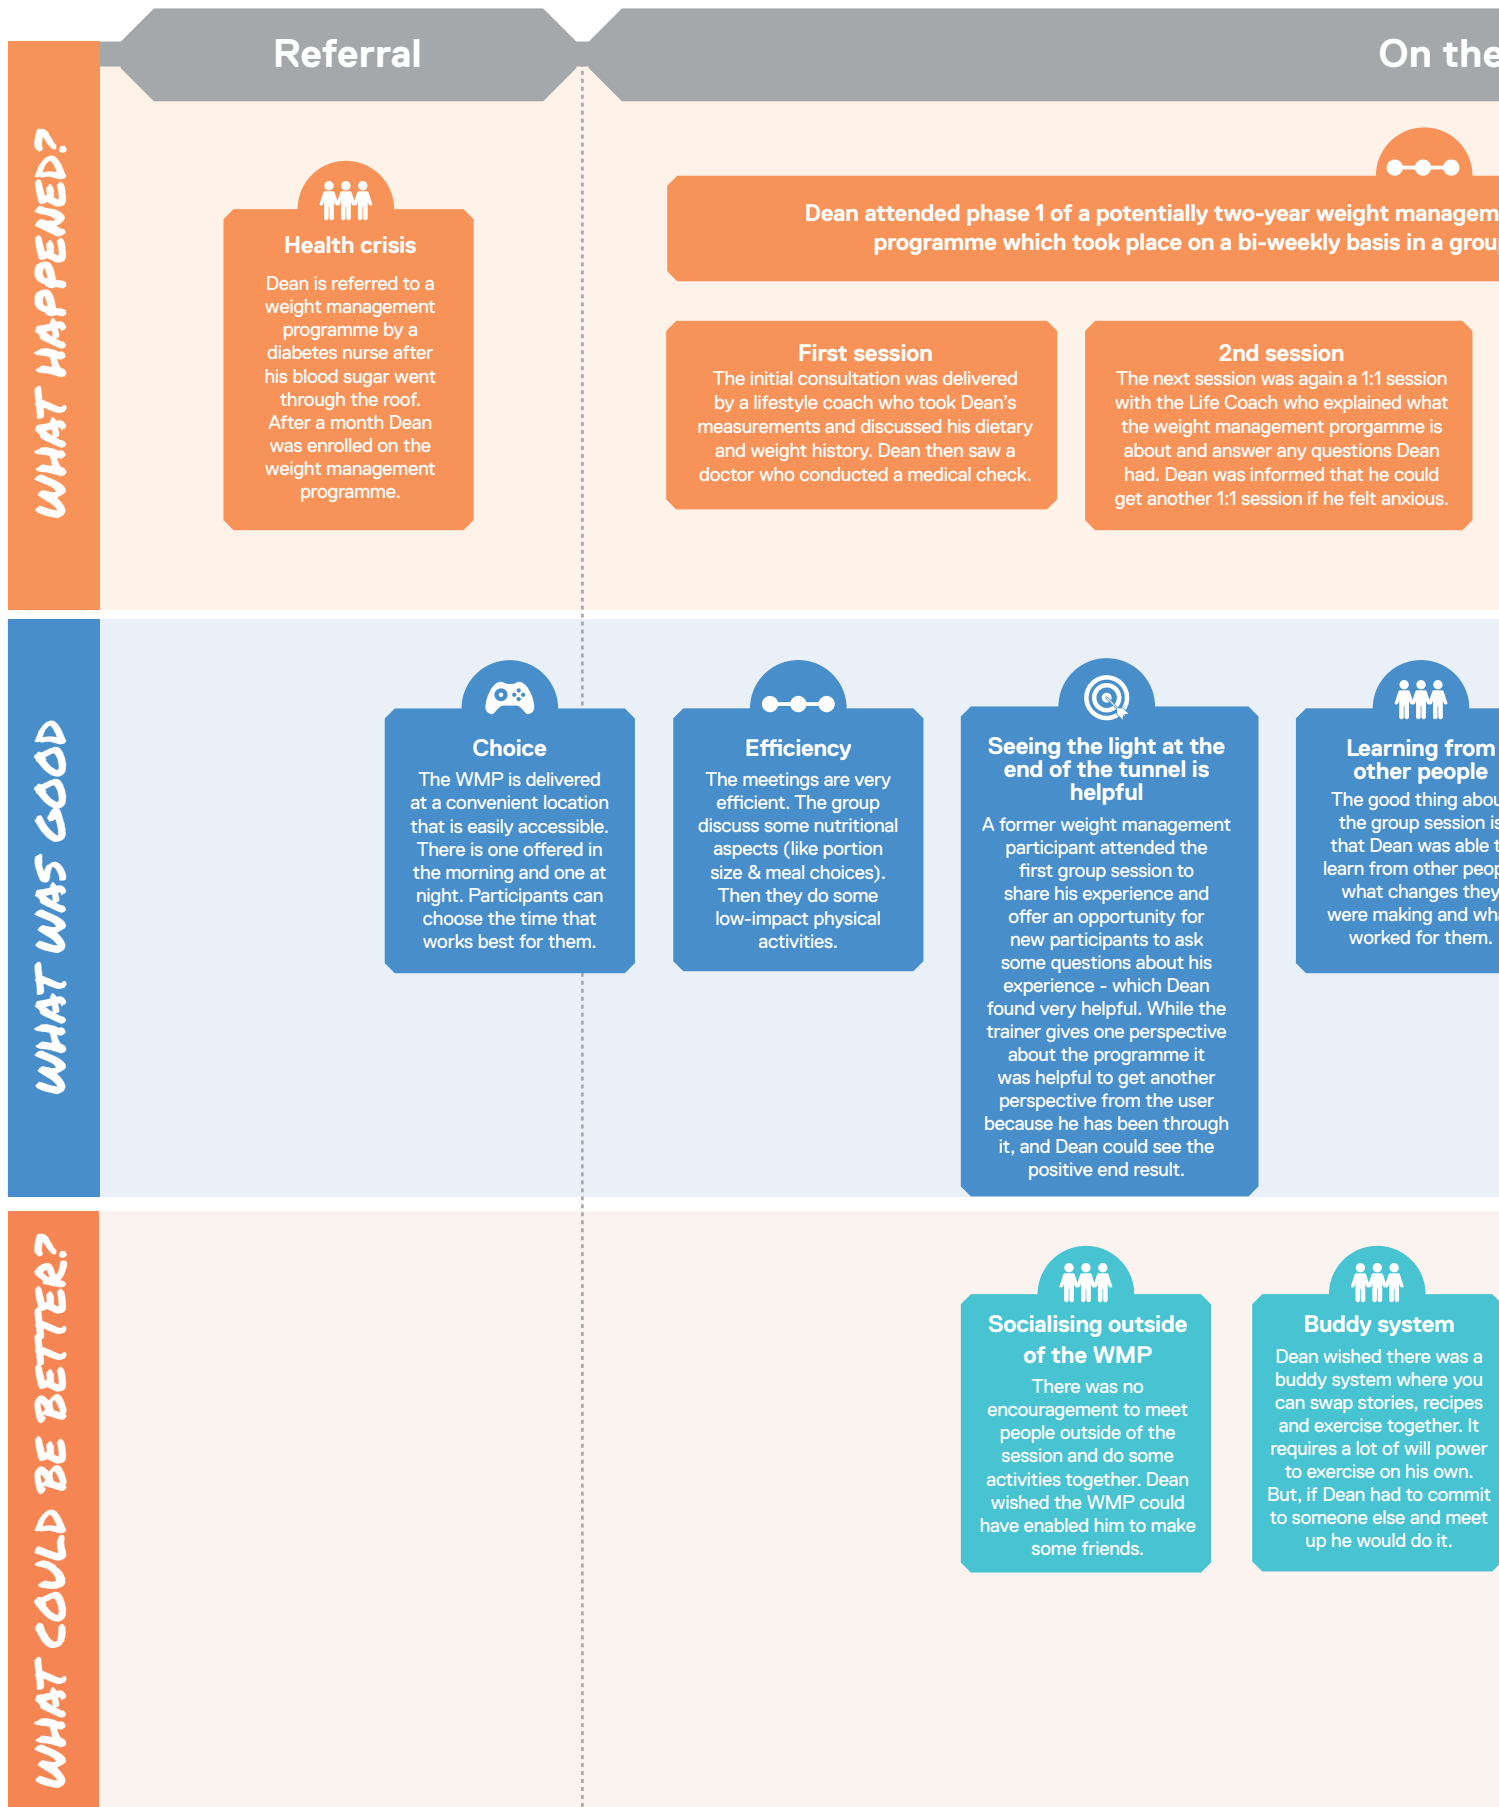 Referral
On the
WHAT HAPPENED?
Health crisis
Dean is referred to a
weight management
programme by a
diabetes nurse after
his blood sugar went
through the roof.
After a month Dean
was enrolled on the
weight management
programme.
Dean attended phase 1 of a potentially two-year weight managem
programme which took place on a bi-weekly basis in a grou
First session
The initial consultation was delivered
by a lifestyle coach who took Dean's
measurements and discussed his dietary
and weight history. Dean then saw a
doctor who conducted a medical check.
2nd session
The next session was again a 1:1 session
with the Life Coach who explained what
the weight management prorgamme is
about and answer any questions Dean
had. Dean was informed that he could
get another 1:1 session if he felt anxious.
WHAT WAS GOOD
Choice
The WMP is delivered
at a convenient location
that is easily accessible.
There is one offered in
the morning and one at
night. Participants can
choose the time that
works best for them.
Efficiency
The meetings are very
efficient. The group
discuss some nutritional
aspects (like portion
size & meal choices).
Then they do some
low-impact physical
activities.
Seeing the light at the
end of the tunnel is
helpful
A former weight management
participant attended the
first group session to
share his experience and
offer an opportunity for
new participants to ask
some questions about his
experience - which Dean
found very helpful. While the
trainer gives one perspective
about the programme it
was helpful to get another
perspective from the user
because he has been through
it, and Dean could see the
positive end result.
Learning from
other people
The good thing abou
the group session is
that Dean was able t
learn from other peop
what changes they
were making and wha
worked for them.
WHAT COULD BE BETTER?
Socialising outside
of the WMP
There was no
encouragement to meet
people outside of the
session and do some
activities together. Dean
wished the WMP could
have enabled him to make
some friends.
Buddy system
Dean wished there was a
buddy system where you
can swap stories, recipes
and exercise together. It
requires a lot of will power
to exercise on his own.
But, if Dean had to commit
to someone else and meet
up he would do it.